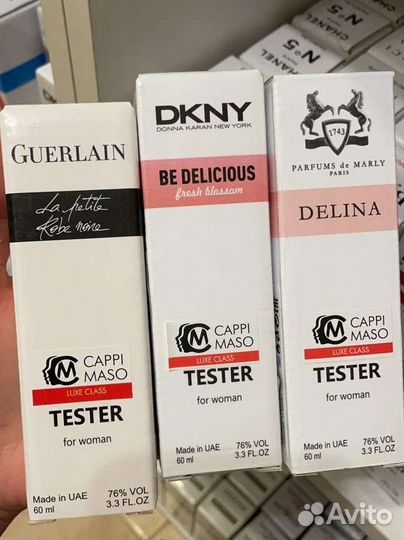 GUERLAIN
La petite
Robe noire
CAPPI
MASO
LUXE CLASS
TESTER
for woman
Made in UAE 76% VOL
60 ml 3.3 FL.OZ
DKNY
DONNA KARAN NEW YORK
BE DELICIOUS
fresh blossom
CAPPI
MASO
LUXE CLASS
TESTER
for woman
Made in UAE 76% VOL
60 ml 3.3 FL.OZ
1743
PARFUMS de MARLY
PARIS
DELINA
CAPPI
MASO
LUXE CLASS
TESTER
for woman
Made in UAE 76% VOL
60 ml 3.3 FL.OZ
N°5
CHANEL
N°5
CHANEL
Avito